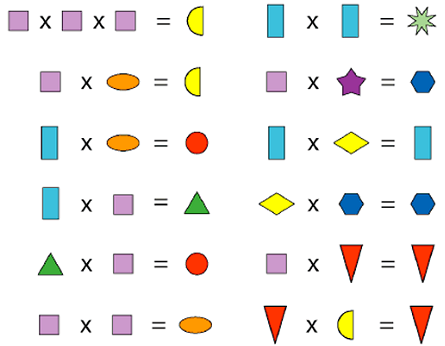 x x = x =
x = x =
x = x =
x = x =
x = x =
x = x =